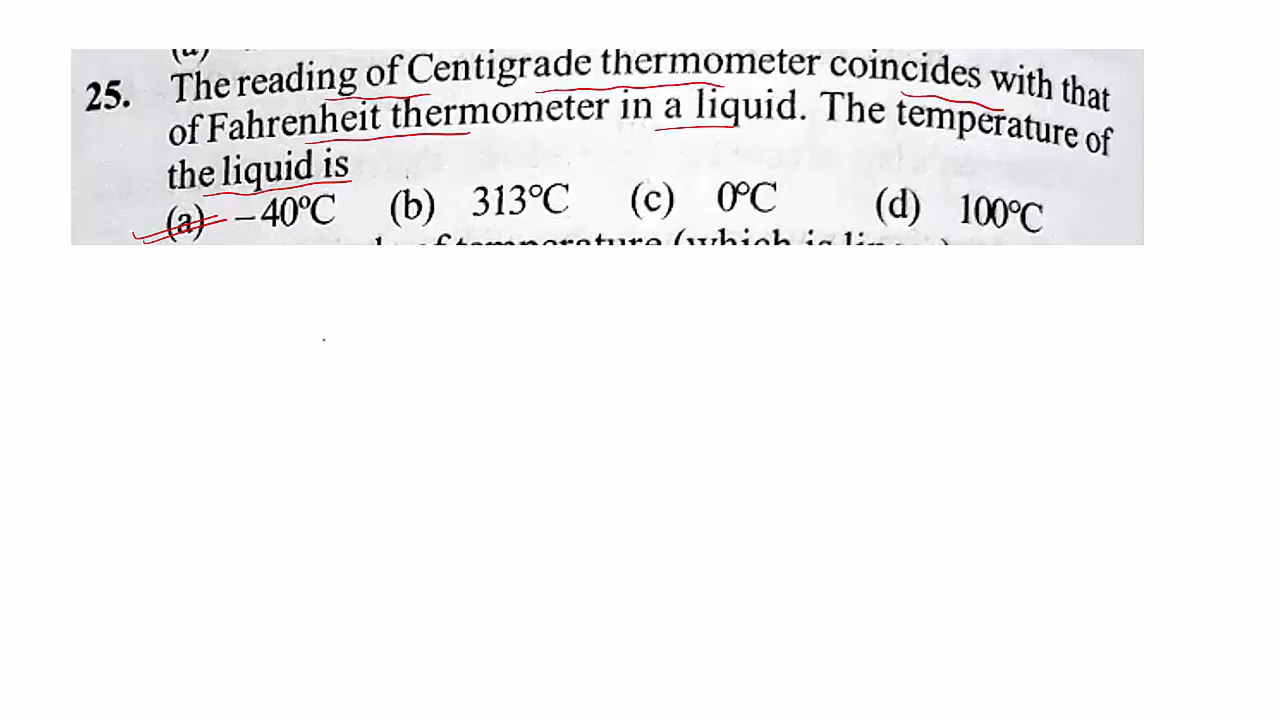 25. The reading of Centigrade thermometer coincides with that
of Fahrenheit thermometer in a liquid. The temperature of
the liquid is
(a) –40°C (b) 313°C (c) 0°C (d) 100°C